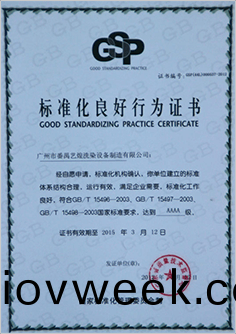 GSP
GOOD STANDARDIZING PRACTICE
标准化良好行为证书
GOOD STANDARDIZING PRACTICE CERTIFICATE
广州市番禺艺煌洗染设备制造有限公司:
经自愿申请,标准化机构确认,你单位建立的标准
体系结构合理,运行有效,满足企业需要,标准化工作
良好,符合GB/T 15496—2003、GB/T 15497—2003、
GB/T 15498—2003国家标准要求,达到 AAAA 级。
证书有效期至 2015 年 3 月 12 日
发证单位(章):
iovweek.com